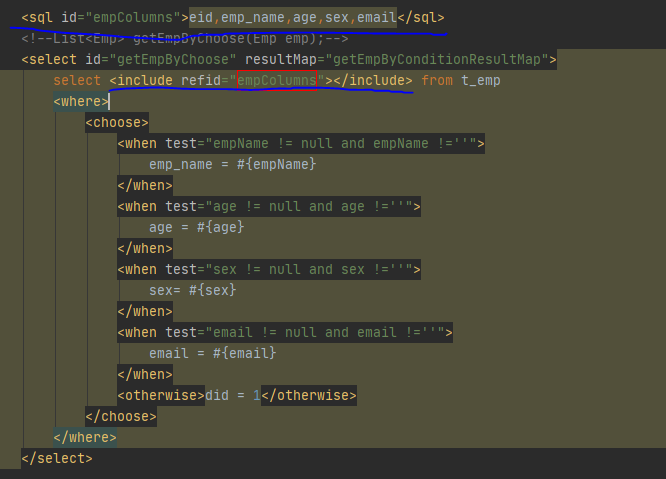 <sql id="empColumns">eid,emp_name,age,sex,email</sql>
<!--List<Emp> getEmpByChoose(Emp emp);-->
<select id="getEmpByChoose" resultMap="getEmpByConditionResultMap">
select <include refid="empColumns"></include> from t_emp
<where>
<choose>
<when test="empName != null and empName !=''">
emp_name = #{empName}
</when>
<when test="age != null and age !=''">
age = #{age}
</when>
<when test="sex != null and sex !=''">
sex= #{sex}
</when>
<when test="email != null and email !=''">
email = #{email}
</when>
<otherwise>did = 1</otherwise>
</choose>
</where>
</select>